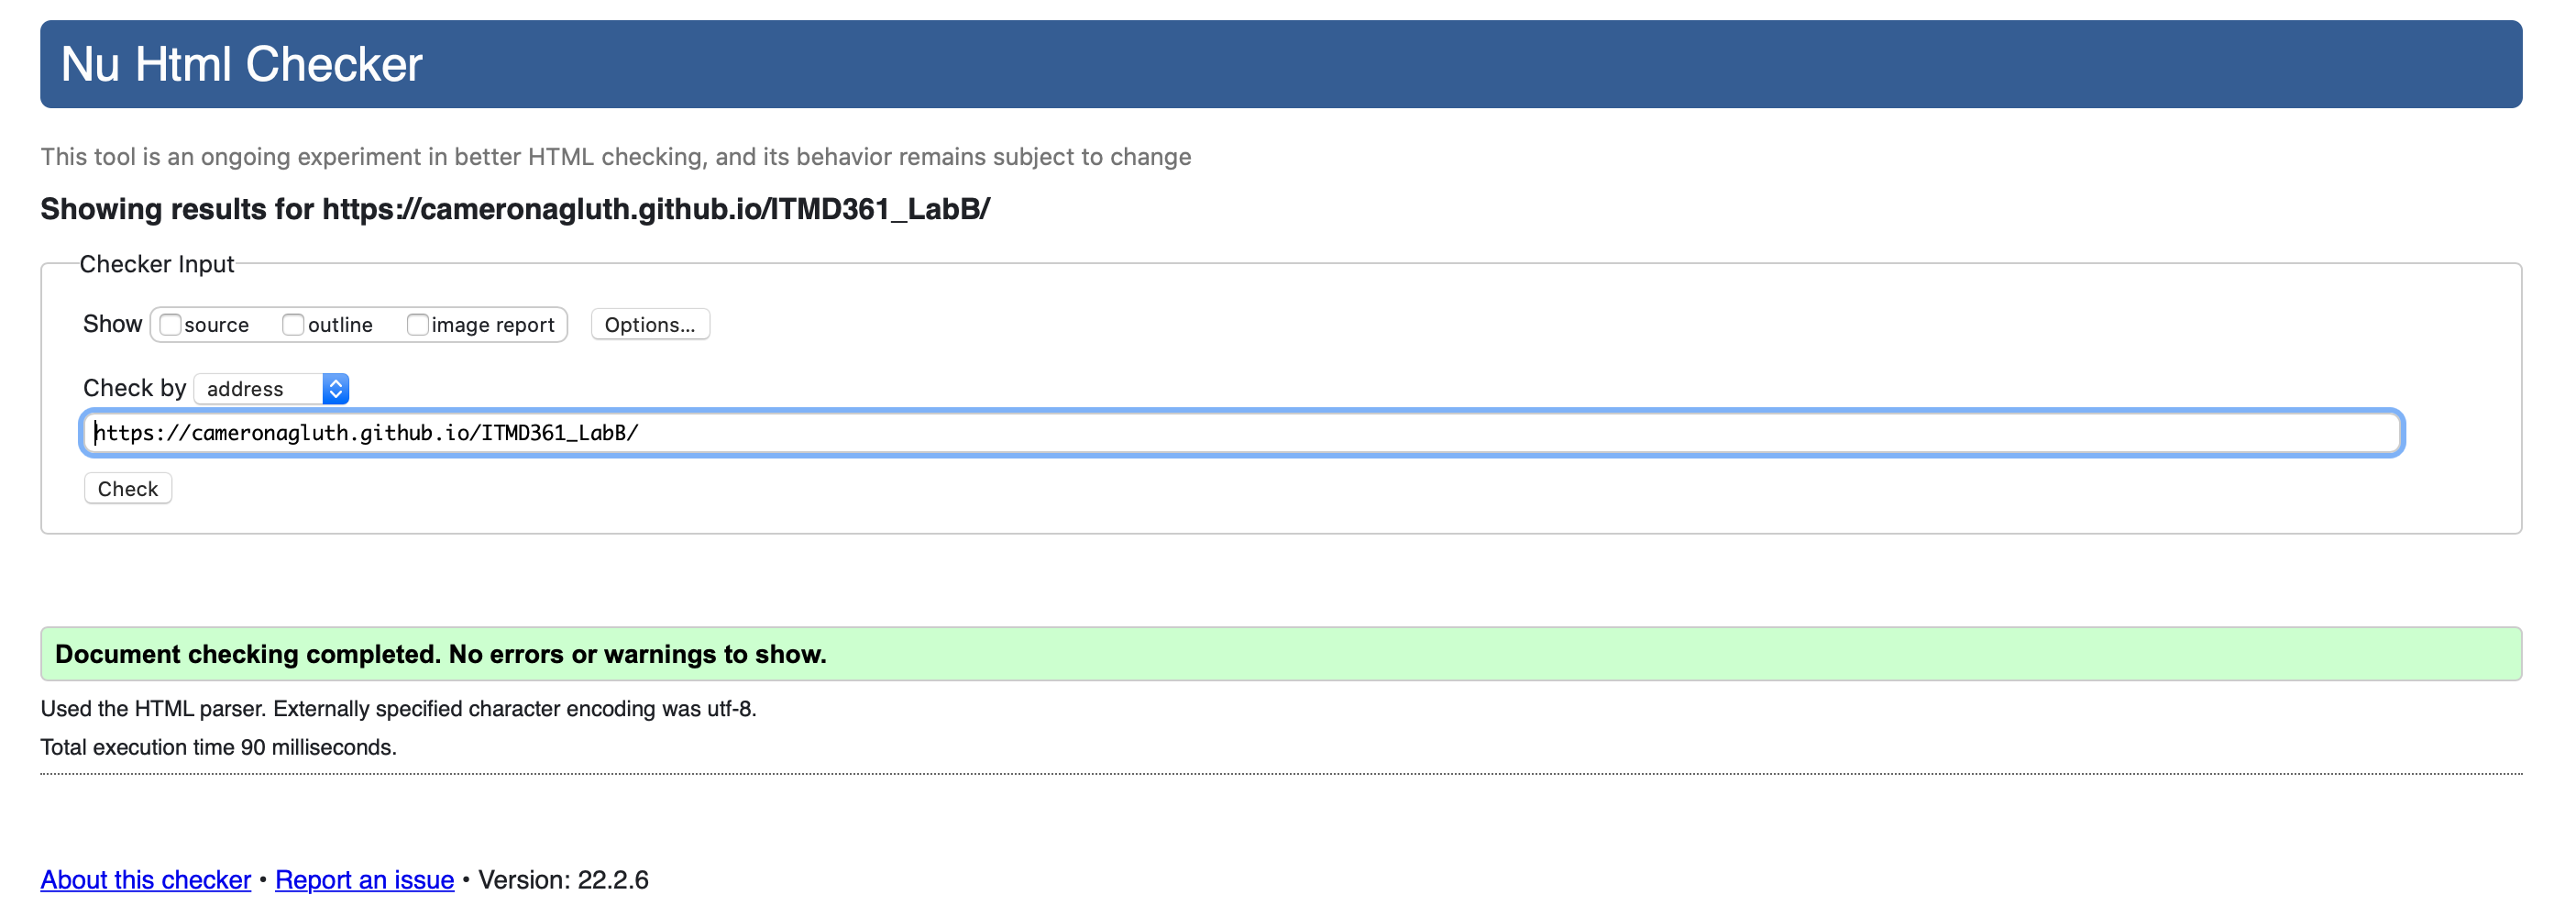 Nu Html Checker
This tool is an ongoing experiment in better HTML checking, and its behavior remains subject to change
Showing results for https://cameronagluth.github.io/ITMD361_LabB/
Checker Input
Show source outline image report Options...
Check by address
https://cameronagluth.github.io/ITMD361_LabB/
Check
Document checking completed. No errors or warnings to show.
Used the HTML parser. Externally specified character encoding was utf-8.
Total execution time 90 milliseconds.
About this checker • Report an issue • Version: 22.2.6